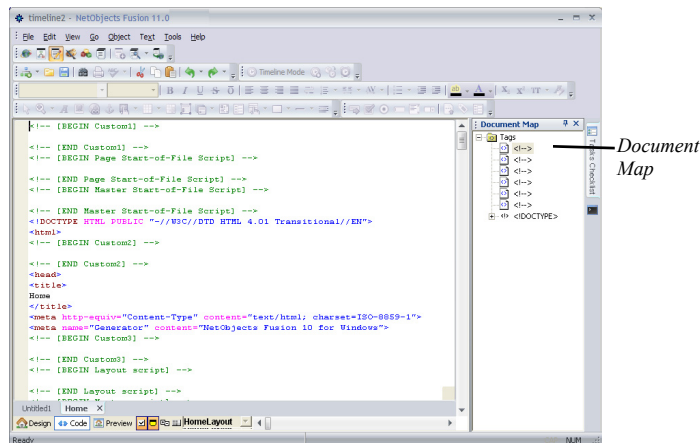 timeline2 - NetObjects Fusion 11.0
File Edit View Go Object Text Tools Help
Timeline Mode
<!-- [BEGIN Custom1] -->
<!-- [END Custom1] -->
<!-- [BEGIN Page Start-of-File Script] -->
<!-- [END Page Start-of-File Script] -->
<!-- [BEGIN Master Start-of-File Script] -->
<!-- [END Master Start-of-File Script] -->
<!DOCTYPE HTML PUBLIC "-//W3C//DTD HTML 4.01 Transitional//EN">
<html>
<!-- [BEGIN Custom2] -->
<!-- [END Custom2] -->
<head>
<title>
Home
</title>
<meta http-equiv="Content-Type" content="text/html; charset=ISO-8859-1">
<meta name="Generator" content="NetObjects Fusion 10 for Windows">
<!-- [BEGIN Custom3] -->
<!-- [END Custom3] -->
<!-- [BEGIN Layout script] -->
<!-- [END Layout script] -->
Document Map
Tags
<!-->
<!-->
<!-->
<!-->
<!-->
<!DOCTYPE>
Tasks Checklist
Document
Map
Untitled1 Home
Design Code Preview HomeLayout
Ready NUM